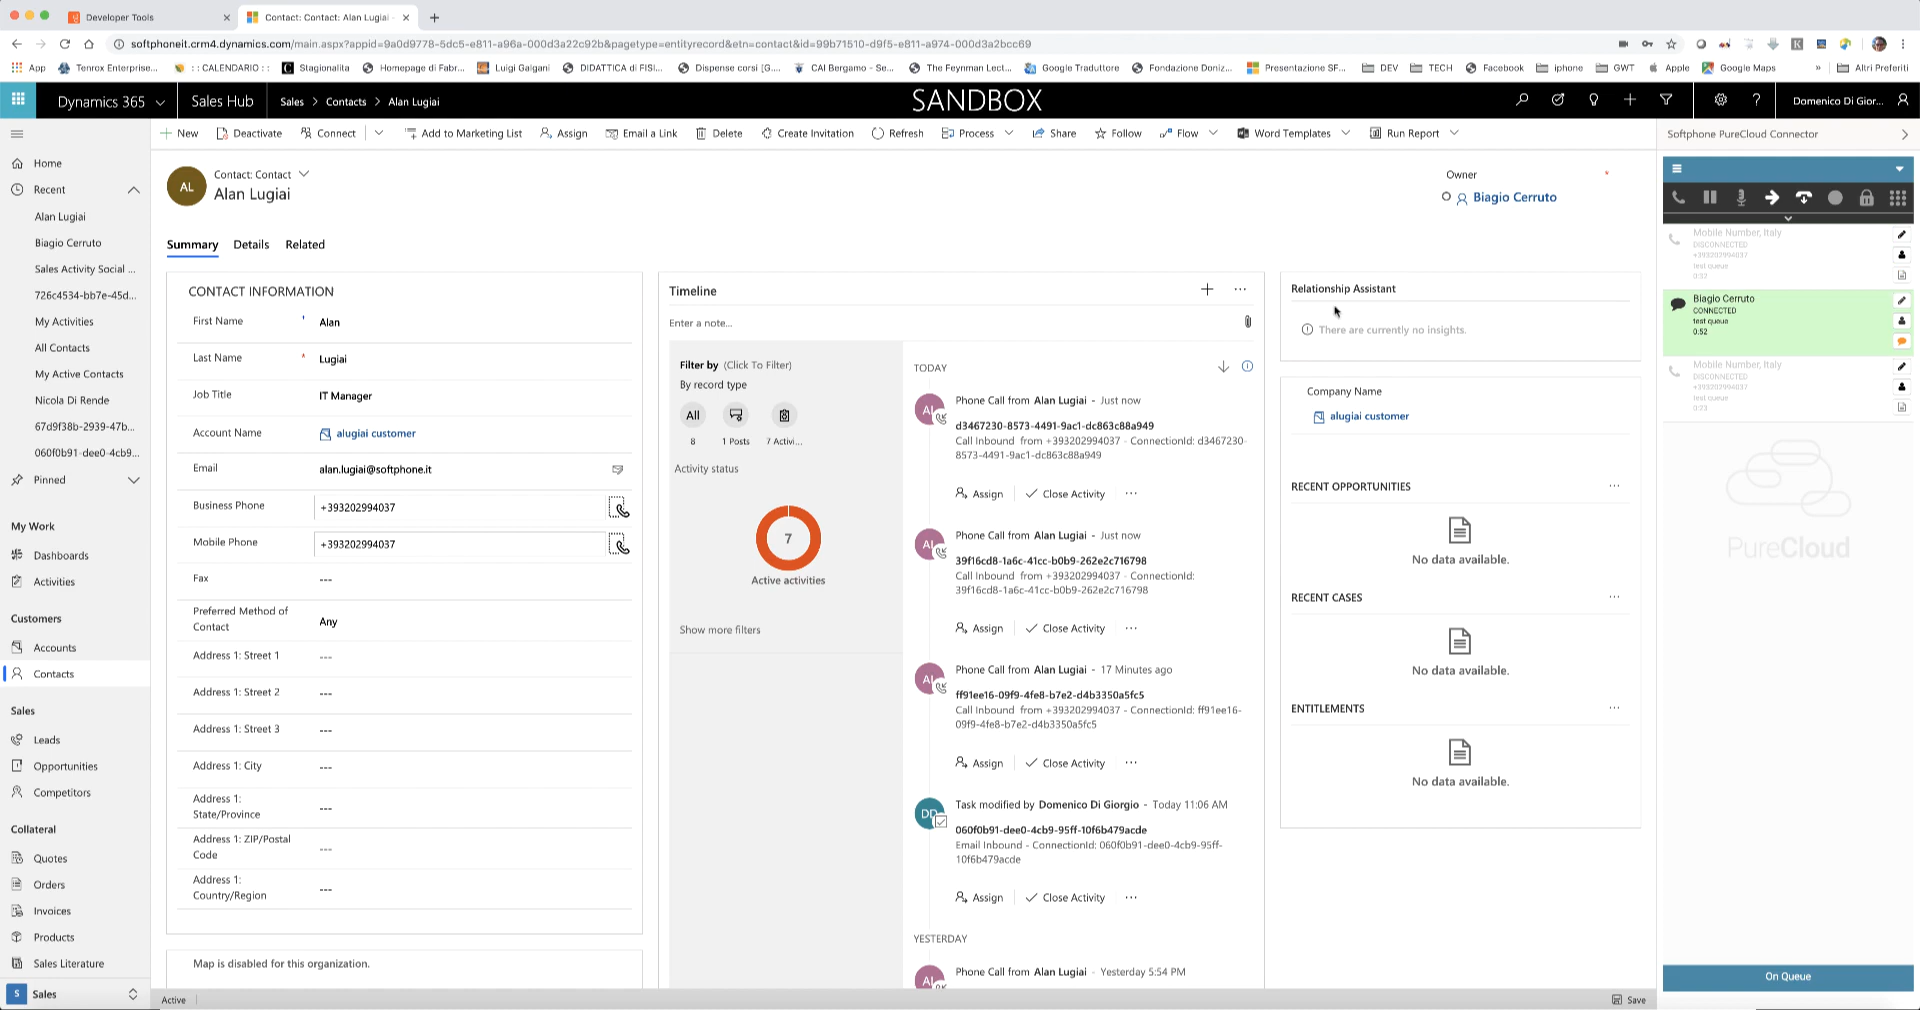 Developer Tools
Contact: Contact: Alan Lugiai -
softphoneit.crm4.dynamics.com/main.aspx?appid=9a0d9778-5dc5-e811-a96a-000d3a22c92b&pagetype=entityrecord&etn=contact&id=99b71510-d9f5-e811-a974-000d3a2bcc69
App
Tenrox Enterprise...
: : CALENDARIO : :
Stagionalita
Homepage di Fabr...
Luigi Galgani
DIDATTICA di FISI...
Dispense corsi [G....
CAI Bergamo - Se...
The Feynman Lect...
Google Traduttore
Fondazione Doniz...
Presentazione SF...
DEV
TECH
Facebook
iphone
GWT
Apple
Google Maps
»
Altri Preferiti
Dynamics 365
Sales Hub
Sales > Contacts > Alan Lugiai
SANDBOX
Domenico Di Gior...
New
Deactivate
Connect
Add to Marketing List
Assign
Email a Link
Delete
Create Invitation
Refresh
Process
Share
Follow
Flow
Word Templates
Run Report
Softphone PureCloud Connector
Home
Recent
Alan Lugiai
Biagio Cerruto
Sales Activity Social ...
726c4534-bb7e-45d...
My Activities
All Contacts
My Active Contacts
Nicola Di Rende
67d9f38b-2939-47b...
060f0b91-dee0-4cb9...
Pinned
My Work
Dashboards
Activities
Customers
Accounts
Contacts
Sales
Leads
Opportunities
Competitors
Collateral
Quotes
Orders
Invoices
Products
Sales Literature
S Sales
AL
Contact: Contact
Alan Lugiai
Owner
*
Biagio Cerruto
Summary
Details
Related
CONTACT INFORMATION
First Name
Alan
Last Name *
Lugiai
Job Title
IT Manager
Account Name
alugiai customer
Email
alan.lugiai@softphone.it
Business Phone
+393202994037
Mobile Phone
+393202994037
Fax
---
Preferred Method of
Contact
Any
Address 1: Street 1
---
Address 1: Street 2
---
Address 1: Street 3
---
Address 1: City
---
Address 1:
State/Province
---
Address 1: ZIP/Postal
Code
---
Address 1:
Country/Region
---
Map is disabled for this organization.
Timeline
Enter a note...
Filter by (Click To Filter)
By record type
All
8
1 Posts
7 Activi...
Activity status
7
Active activities
Show more filters
TODAY
AL
Phone Call from Alan Lugiai - Just now
d3467230-8573-4491-9ac1-dc863c88a949
Call Inbound from +393202994037 - ConnectionId: d3467230-
8573-4491-9ac1-dc863c88a949
Assign
Close Activity
...
AL
Phone Call from Alan Lugiai - Just now
39f16cd8-1a6c-41cc-b0b9-262e2c716798
Call Inbound from +393202994037 - ConnectionId:
39f16cd8-1a6c-41cc-b0b9-262e2c716798
Assign
Close Activity
...
AL
Phone Call from Alan Lugiai - 17 Minutes ago
ff91ee16-09f9-4fe8-b7e2-d4b3350a5fc5
Call Inbound from +393202994037 - ConnectionId: ff91ee16-
09f9-4fe8-b7e2-d4b3350a5fc5
Assign
Close Activity
...
DD
Task modified by Domenico Di Giorgio - Today 11:06 AM
060f0b91-dee0-4cb9-95ff-10f6b479acde
Email Inbound - ConnectionId: 060f0b91-dee0-4cb9-95ff-
10f6b479acde
Assign
Close Activity
...
YESTERDAY
AL
Phone Call from Alan Lugiai - Yesterday 5:54 PM
Relationship Assistant
There are currently no insights.
Company Name
alugiai customer
RECENT OPPORTUNITIES
...
No data available.
RECENT CASES
...
No data available.
ENTITLEMENTS
...
No data available.
Mobile Number, Italy
DISCONNECTED
+393202994037
test queue
0:32
Biagio Cerruto
CONNECTED
test queue
0:52
Mobile Number, Italy
DISCONNECTED
+393202994037
test queue
0:23
PureCloud
On Queue
Active
Save